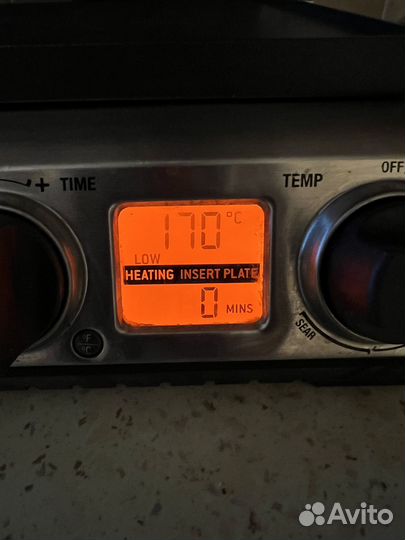 + TIME
TEMP
OFF
170 °C
LOW
HEATING INSERT PLATE
0 MINS
°F
°C
SEAR
Avito